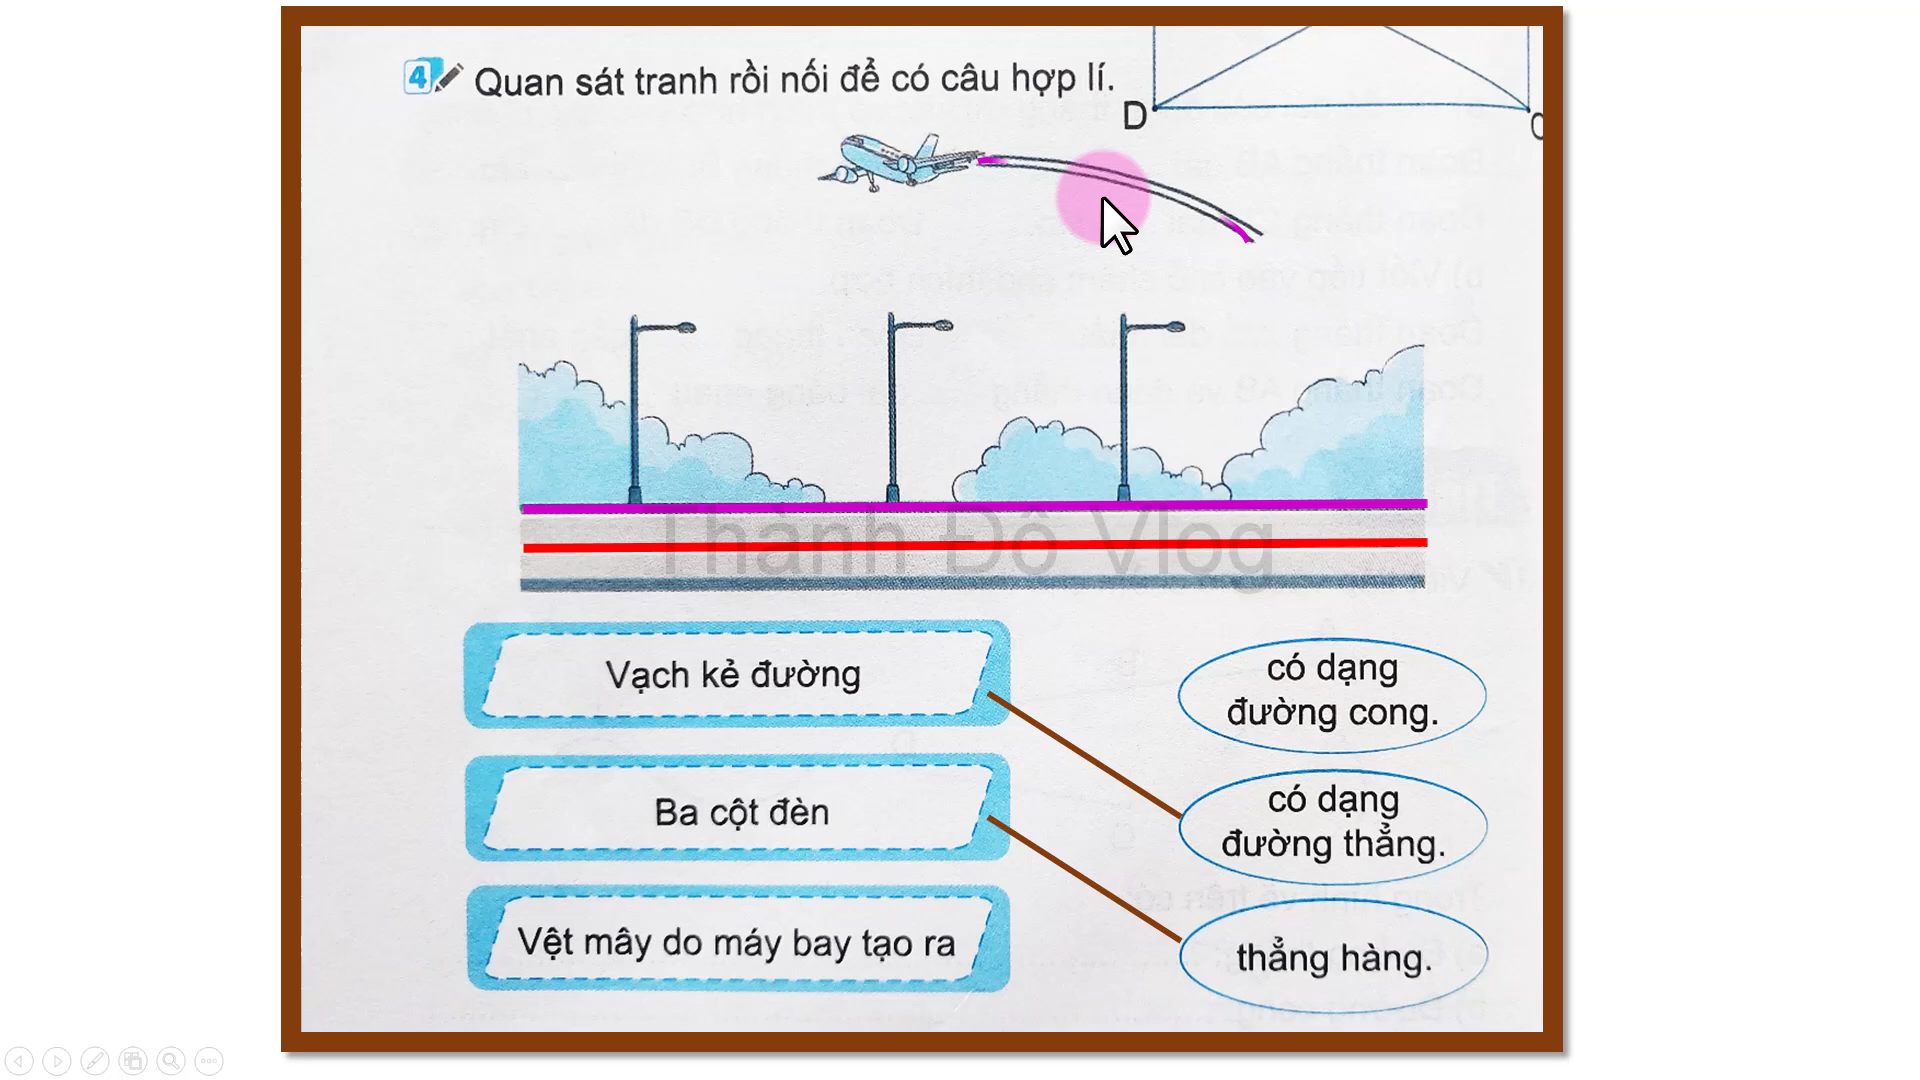 4 Quan sát tranh rồi nối để có câu hợp lí.
D
Thành Đô Vlog
Vạch kẻ đường
có dạng
đường cong.
Ba cột đèn
có dạng
đường thẳng.
Vệt mây do máy bay tạo ra
thẳng hàng.